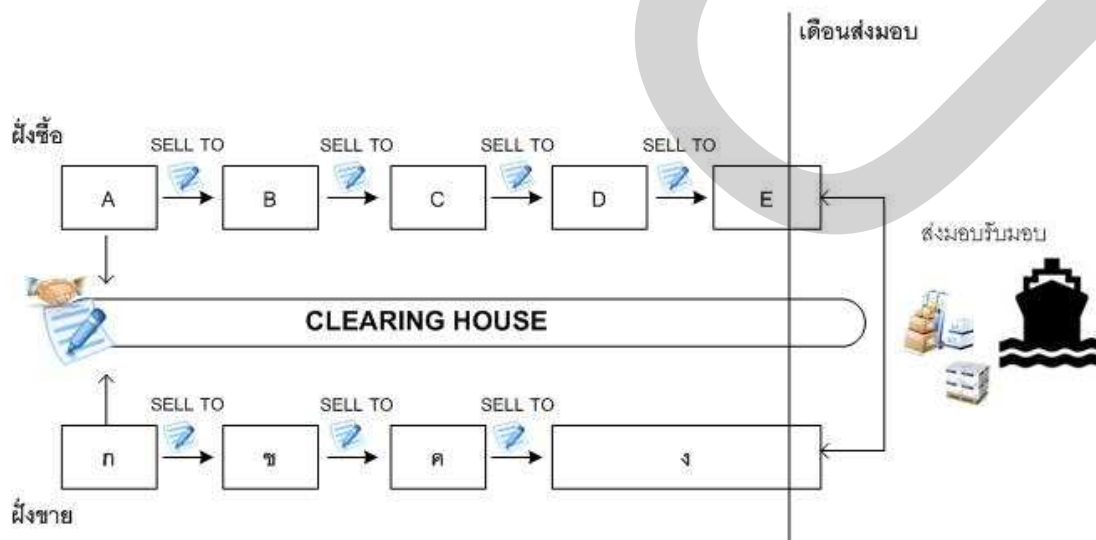 เดือนส่งมอบ
ฝั่งซื้อ
SELL TO SELL TO SELL TO SELL TO
A B C D E
ส่งมอบรับมอบ
CLEARING HOUSE
SELL TO SELL TO SELL TO
ก ข ค ง
ฝั่งขาย